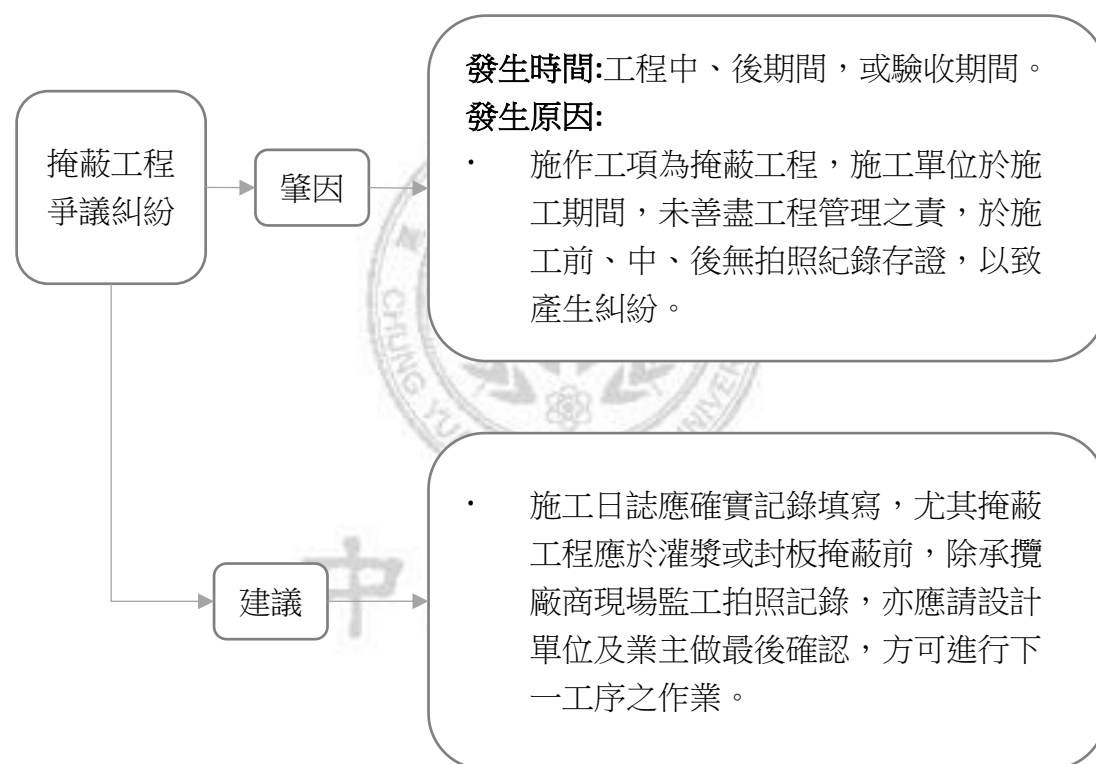 發生時間:工程中、後期間，或驗收期間。
發生原因:
· 施作工項為掩蔽工程，施工單位於施
工期間，未善盡工程管理之責，於施
工前、中、後無拍照紀錄存證，以致
產生糾紛。
掩蔽工程
爭議糾紛
肇因
· 施工日誌應確實記錄填寫，尤其掩蔽
工程應於灌漿或封板掩蔽前，除承攬
廠商現場監工拍照記錄，亦應請設計
單位及業主做最後確認，方可進行下
一工序之作業。
建議
中
CHUNG YU